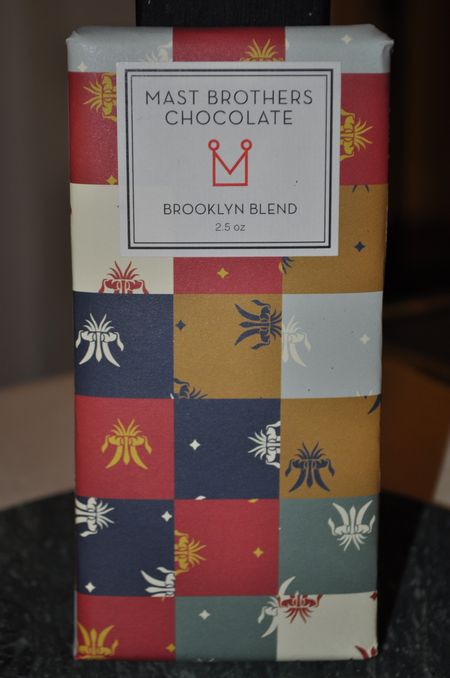 MAST BROTHERS
CHOCOLATE
BROOKLYN BLEND
2.5 oz